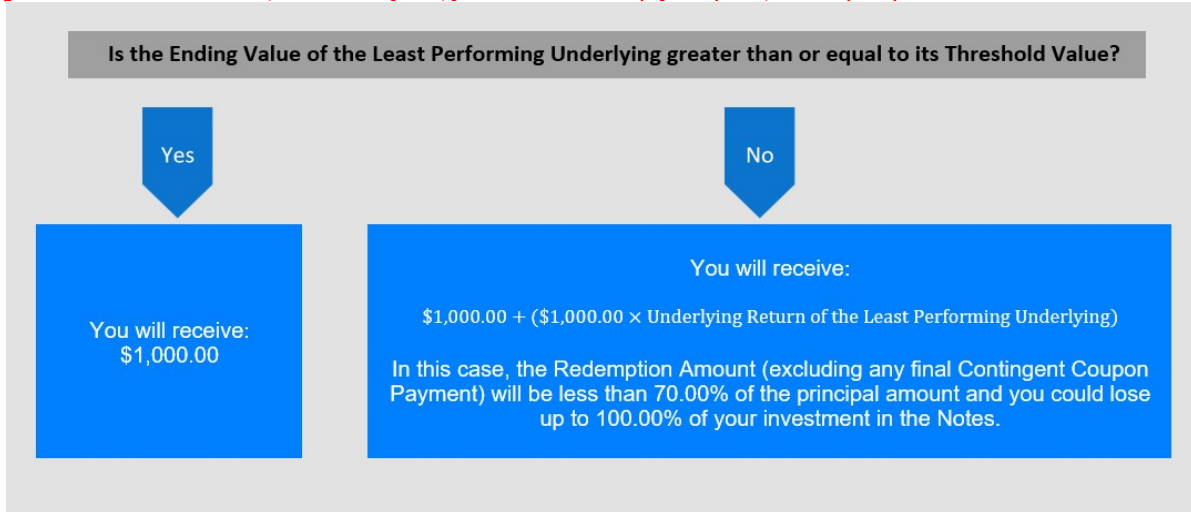 Is the Ending Value of the Least Performing Underlying greater than or equal to its Threshold Value?
Yes
No
You will receive:
$1,000.00
You will receive:
$1,000.00 + ($1,000.00 × Underlying Return of the Least Performing Underlying)
In this case, the Redemption Amount (excluding any final Contingent Coupon
Payment) will be less than 70.00% of the principal amount and you could lose
up to 100.00% of your investment in the Notes.